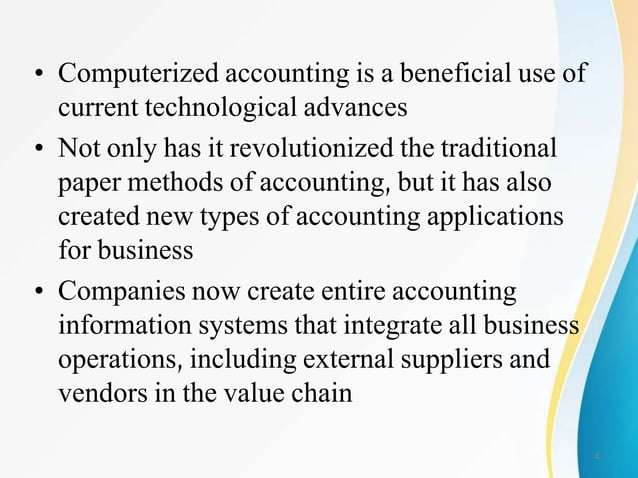 • Computerized accounting is a beneficial use of
current technological advances
• Not only has it revolutionized the traditional
paper methods of accounting, but it has also
created new types of accounting applications
for business
• Companies now create entire accounting
information systems that integrate all business
operations, including external suppliers and
vendors in the value chain
4